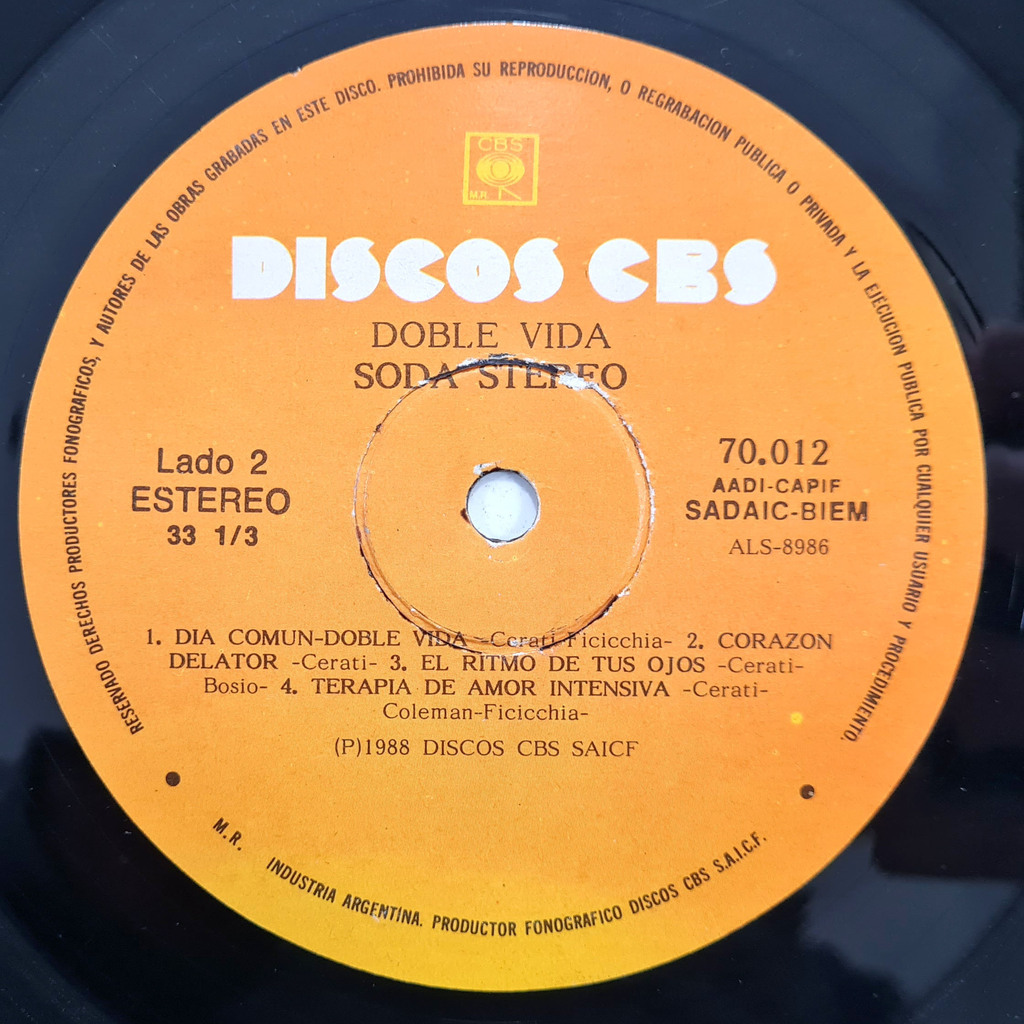 RESERVADO DERECHOS PRODUCTORES FONOGRAFICOS, Y AUTORES DE LAS OBRAS GRABADAS EN ESTE DISCO. PROHIBIDA SU REPRODUCCION, O REGRABACION PUBLICA O PRIVADA Y LA EJECUCION PUBLICA POR CUALQUIER USUARIO Y PROCEDIMIENTO.
CBS
M.R.
DISCOS CBS
DOBLE VIDA
SODA STEREO
Lado 2
ESTEREO
33 1/3
70.012
AADI-CAPIF
SADAIC-BIEM
ALS-8986
1. DIA COMUN-DOBLE VIDA -Cerati-Ficicchia- 2. CORAZON
DELATOR -Cerati- 3. EL RITMO DE TUS OJOS -Cerati-
Bosio- 4. TERAPIA DE AMOR INTENSIVA -Cerati-
Coleman-Ficicchia-
(P)1988 DISCOS CBS SAICF
M.R. INDUSTRIA ARGENTINA. PRODUCTOR FONOGRAFICO DISCOS CBS S.A.I.C.F.